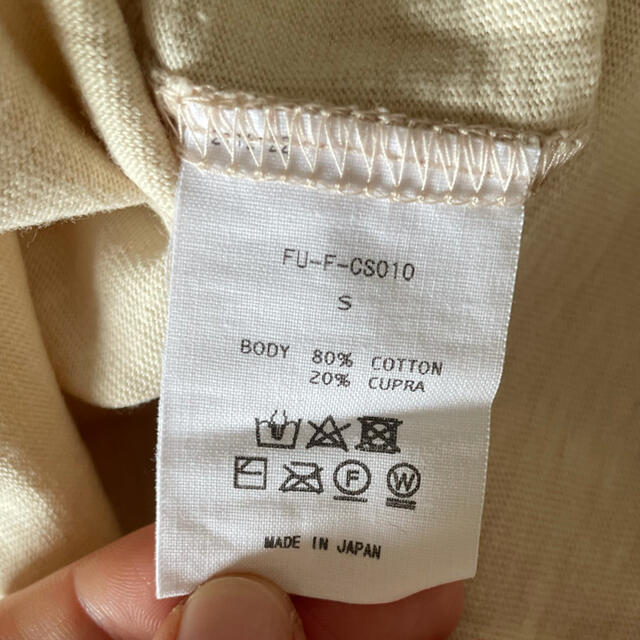 FU-F-CS010
S
BODY 80% COTTON
20% CUPRA
F W
MADE IN JAPAN